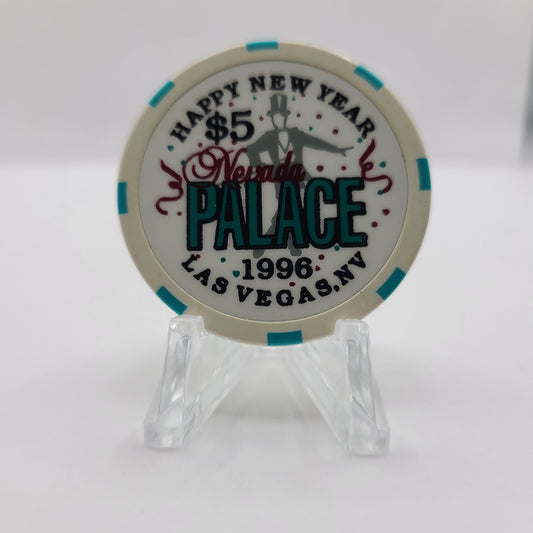 HAPPY NEW YEAR
$5
Nevada
PALACE
1996
LAS VEGAS, NV